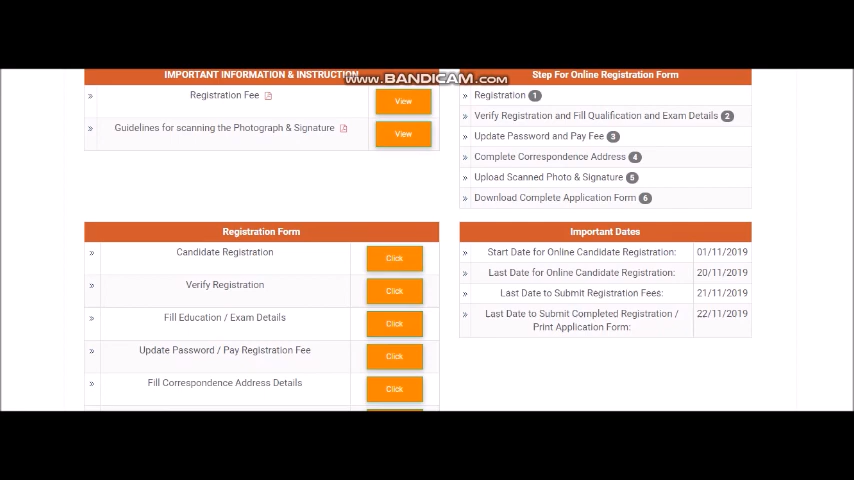 www.BANDICAM.com
IMPORTANT INFORMATION & INSTRUCTION
» Registration Fee View
» Guidelines for scanning the Photograph & Signature View
Step For Online Registration Form
» Registration 1
» Verify Registration and Fill Qualification and Exam Details 2
» Update Password and Pay Fee 3
» Complete Correspondence Address 4
» Upload Scanned Photo & Signature 5
» Download Complete Application Form 6
Registration Form
» Candidate Registration Click
» Verify Registration Click
» Fill Education / Exam Details Click
» Update Password / Pay Registration Fee Click
» Fill Correspondence Address Details Click
Important Dates
» Start Date for Online Candidate Registration: 01/11/2019
» Last Date for Online Candidate Registration: 20/11/2019
» Last Date to Submit Registration Fees: 21/11/2019
» Last Date to Submit Completed Registration / 22/11/2019
Print Application Form: